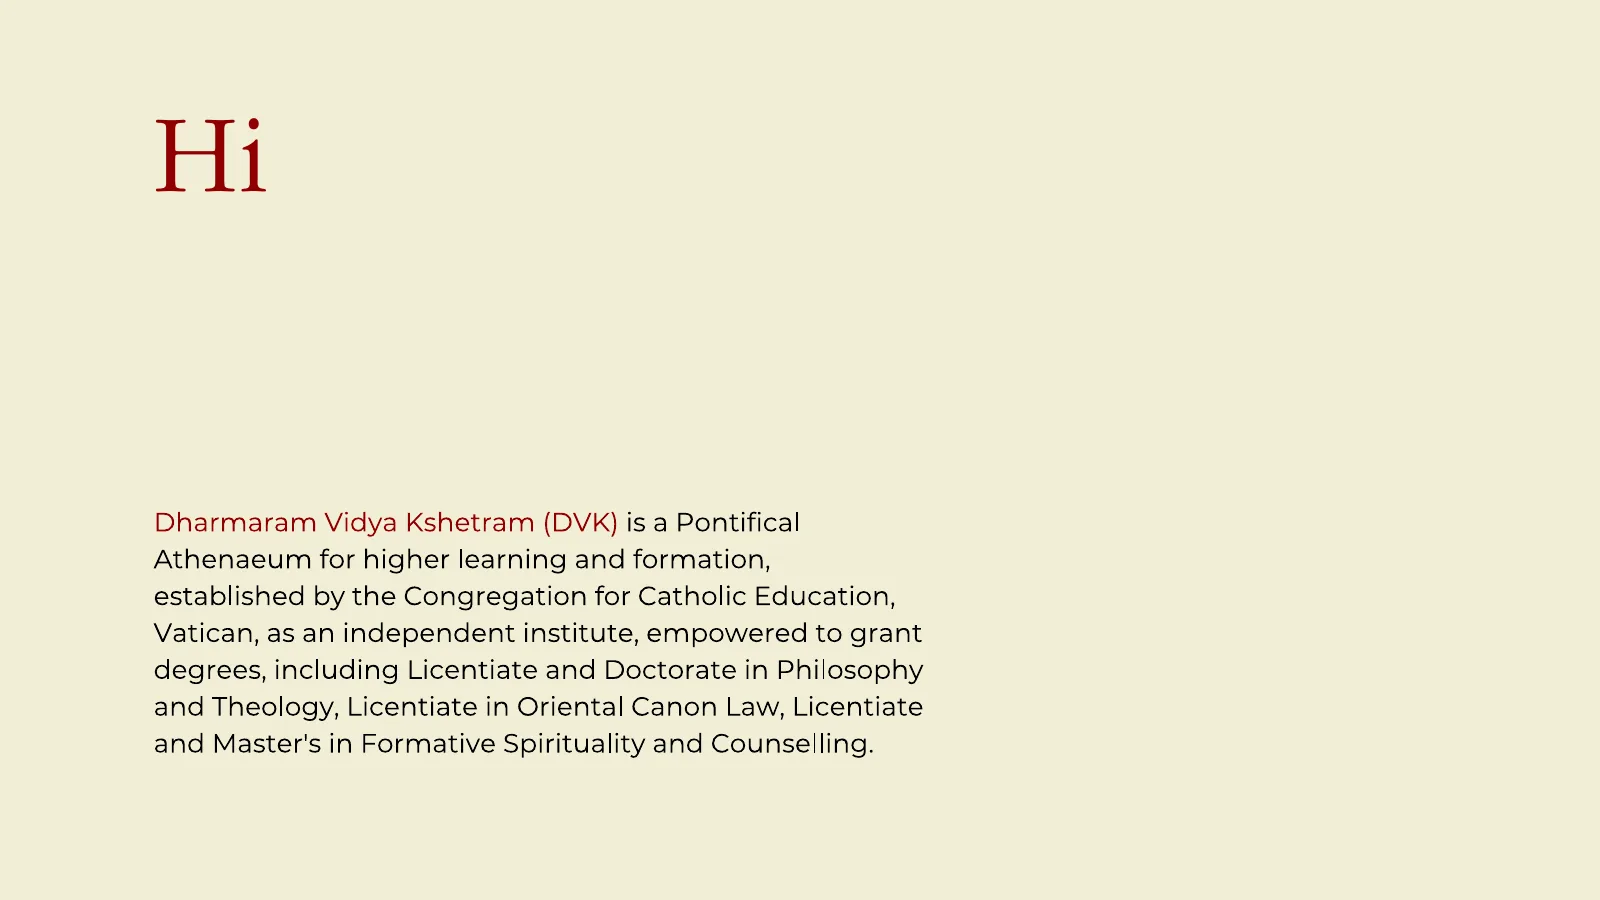 Hi
Dharmaram Vidya Kshetram (DVK) is a Pontifical
Athenaeum for higher learning and formation,
established by the Congregation for Catholic Education,
Vatican, as an independent institute, empowered to grant
degrees, including Licentiate and Doctorate in Philosophy
and Theology, Licentiate in Oriental Canon Law, Licentiate
and Master's in Formative Spirituality and Counselling.